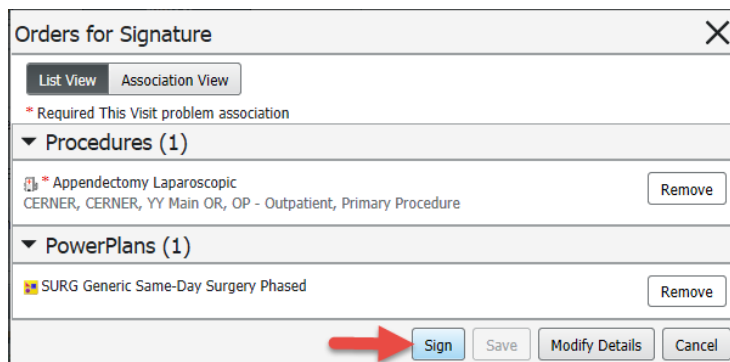 Orders for Signature
List View Association View
* Required This Visit problem association
Procedures (1)
* Appendectomy Laparoscopic
Remove
CERNER, CERNER, YY Main OR, OP - Outpatient, Primary Procedure
PowerPlans (1)
SURG Generic Same-Day Surgery Phased
Remove
Sign Save Modify Details Cancel